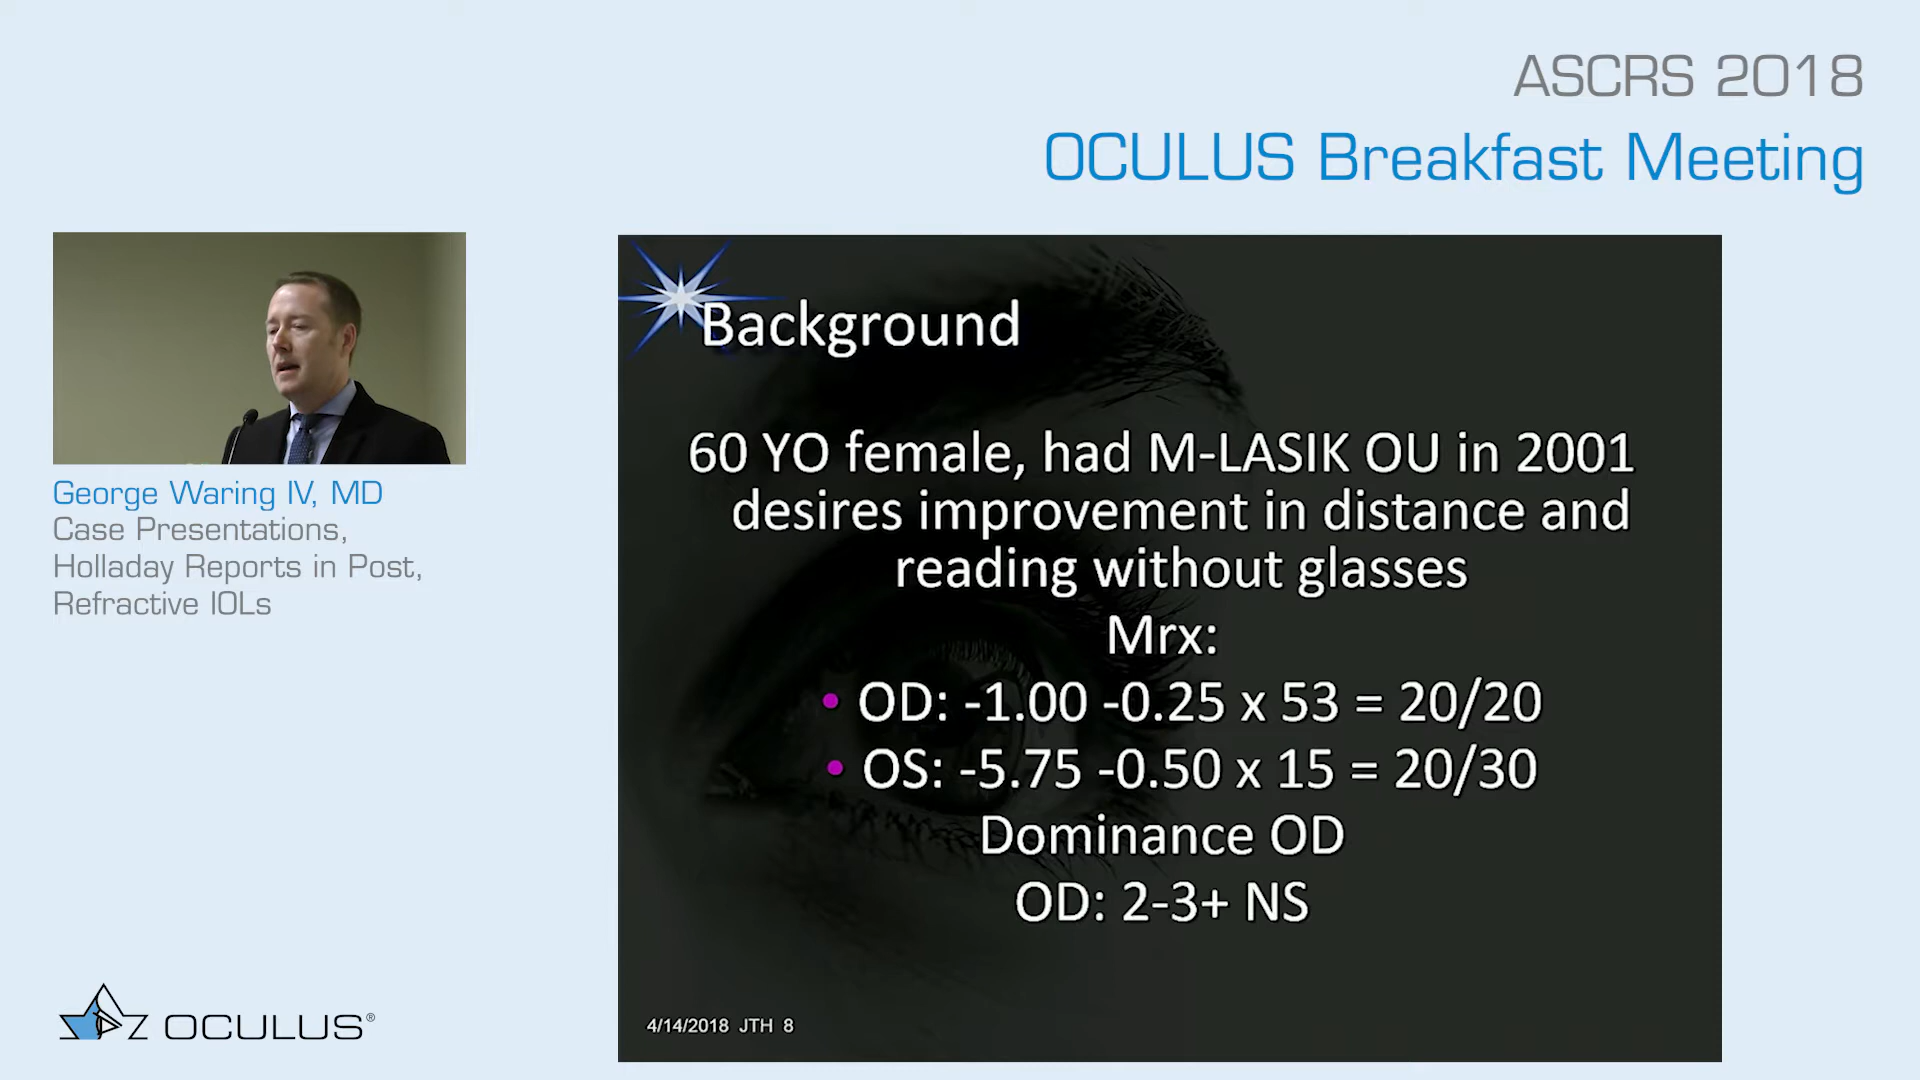 ASCRS 2018
OCULUS Breakfast Meeting
George Waring IV, MD
Case Presentations,
Holladay Reports in Post,
Refractive IOLs
Background
60 YO female, had M-LASIK OU in 2001
desires improvement in distance and
reading without glasses
Mrx:
• OD: -1.00 -0.25 x 53 = 20/20
• OS: -5.75 -0.50 x 15 = 20/30
Dominance OD
OD: 2-3+ NS
4/14/2018 JTH 8
OCULUS®